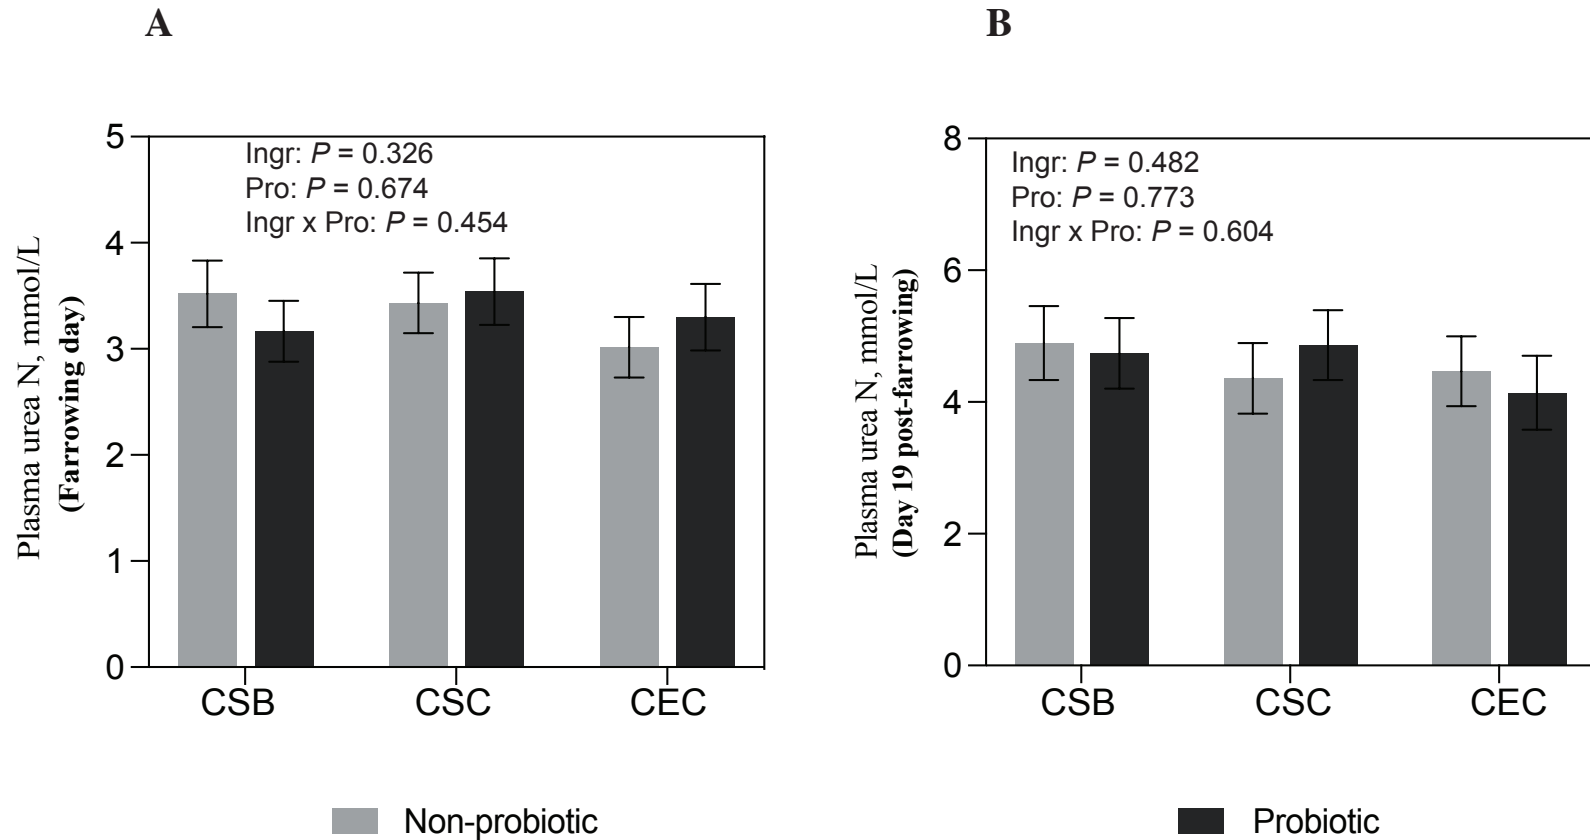 A
Plasma urea N, mmol/L
(Farrowing day)
5
4
3
2
1
0
Ingr: P = 0.326
Pro: P = 0.674
Ingr x Pro: P = 0.454
CSB CSC CEC
B
Plasma urea N, mmol/L
(Day 19 post-farrowing)
8
6
4
2
0
Ingr: P = 0.482
Pro: P = 0.773
Ingr x Pro: P = 0.604
CSB CSC CEC
Non-probiotic
Probiotic